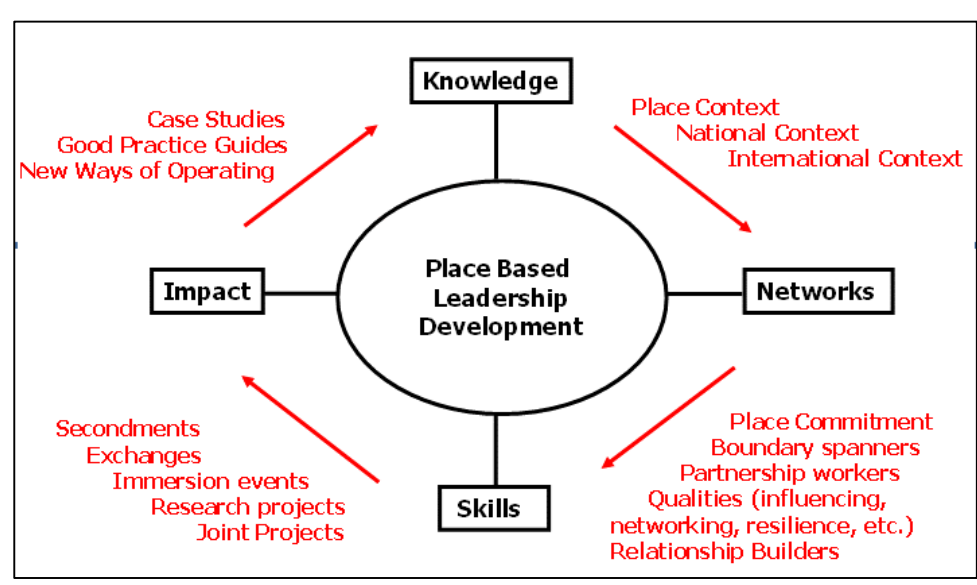 Knowledge
Case Studies
Good Practice Guides
New Ways of Operating
Place Context
National Context
International Context
Impact
Place Based
Leadership
Development
Networks
Secondments
Exchanges
Immersion events
Research projects
Joint Projects
Skills
Place Commitment
Boundary spanners
Partnership workers
Qualities (influencing,
networking, resilience, etc.)
Relationship Builders